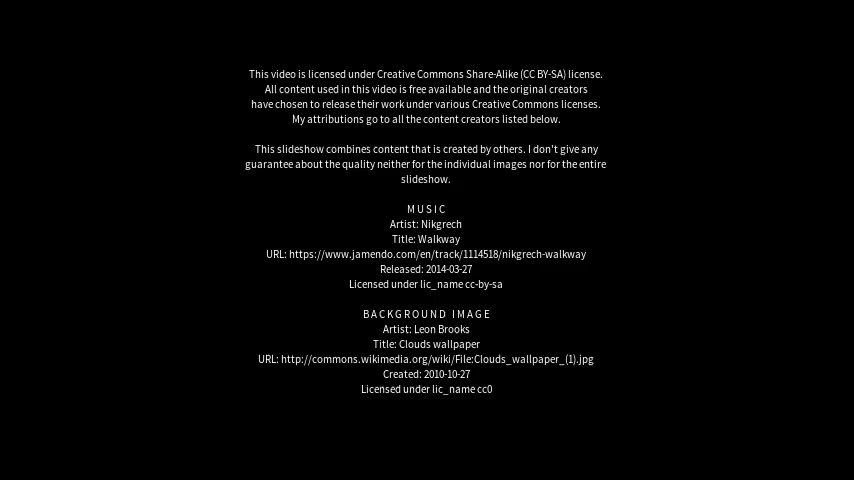 This video is licensed under Creative Commons Share-Alike (CC BY-SA) license.
All content used in this video is free available and the original creators
have chosen to release their work under various Creative Commons licenses.
My attributions go to all the content creators listed below.
This slideshow combines content that is created by others. I don't give any
guarantee about the quality neither for the individual images nor for the entire
slideshow.
MUSIC
Artist: Nikgrech
Title: Walkway
URL: https://www.jamendo.com/en/track/1114518/nikgrech-walkway
Released: 2014-03-27
Licensed under lic_name cc-by-sa
BACKGROUND IMAGE
Artist: Leon Brooks
Title: Clouds wallpaper
URL: http://commons.wikimedia.org/wiki/File:Clouds_wallpaper_(1).jpg
Created: 2010-10-27
Licensed under lic_name cc0